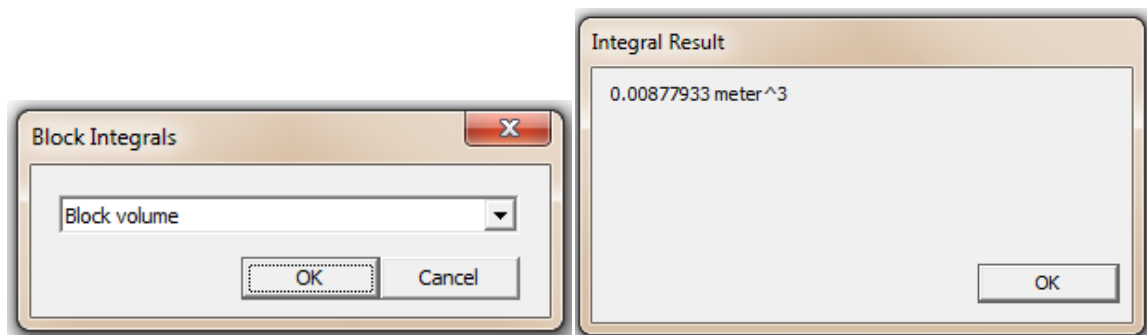 Block Integrals
Block volume
OK
Cancel
Integral Result
0.00877933 meter^3
OK